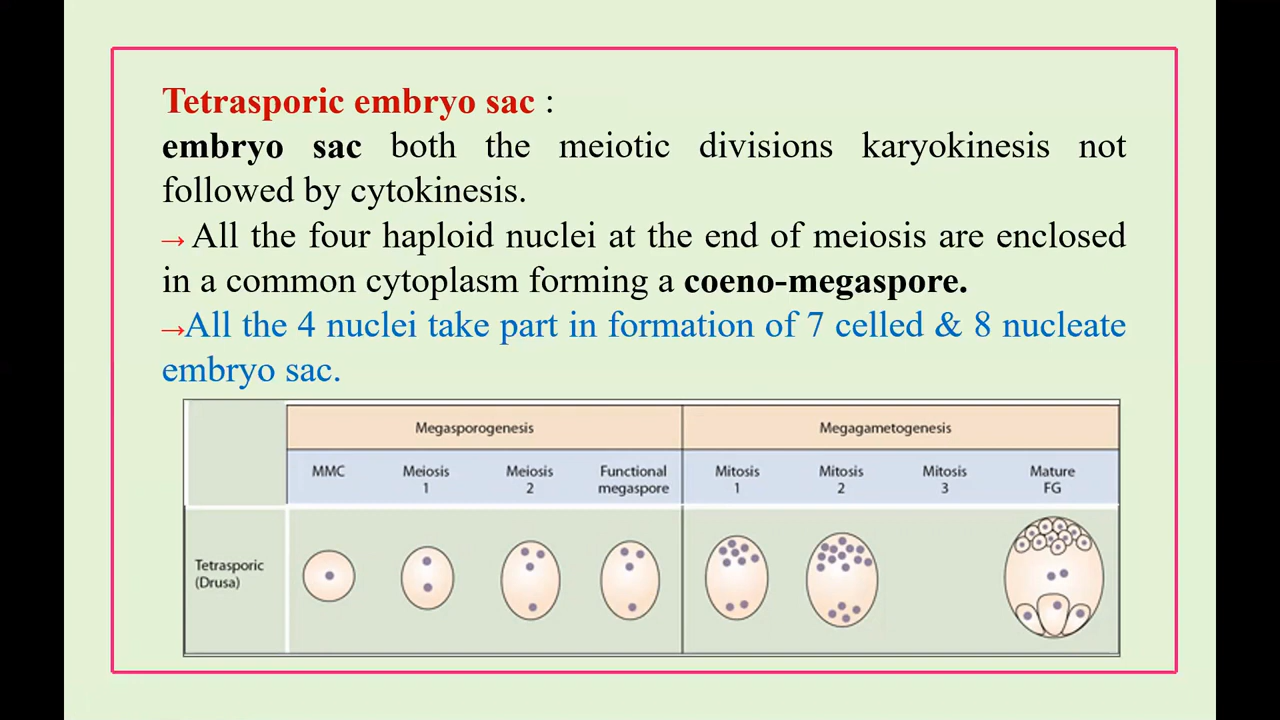 Tetrasporic embryo sac :
embryo sac both the meiotic divisions karyokinesis not
followed by cytokinesis.
→ All the four haploid nuclei at the end of meiosis are enclosed
in a common cytoplasm forming a coeno-megaspore.
→All the 4 nuclei take part in formation of 7 celled & 8 nucleate
embryo sac.
Megasporogenesis Megagametogenesis
MMC Meiosis Meiosis Functional Mitosis Mitosis Mitosis Mature
1 2 megaspore 1 2 3 FG
Tetrasporic
(Drusa)